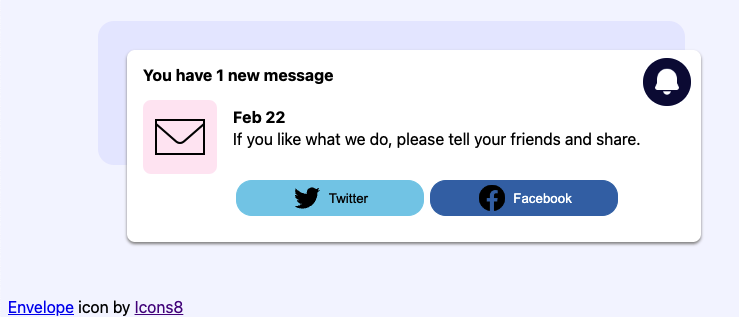 You have 1 new message
Feb 22
If you like what we do, please tell your friends and share.
Twitter
Facebook
Envelope icon by Icons8